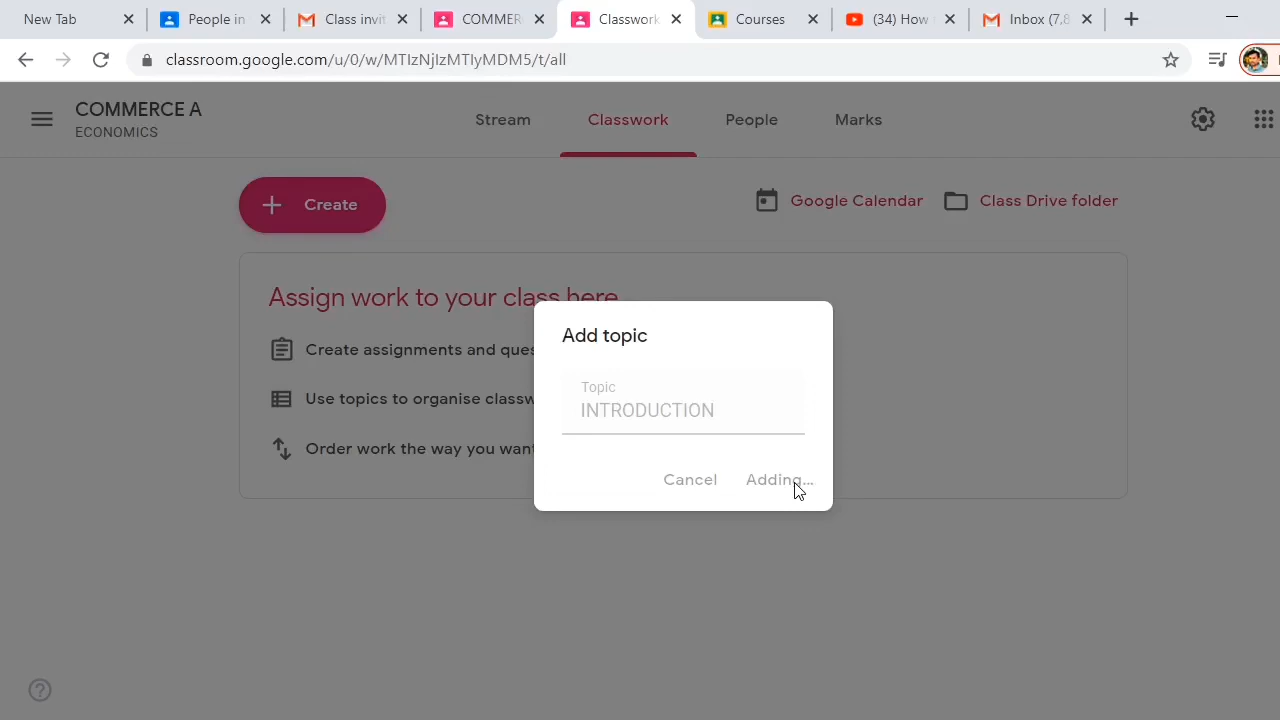 New Tab
People in
Class invit
COMMER
Classwork
Courses
(34) How
Inbox (7,8
classroom.google.com/u/0/w/MTIzNjIzMTIyMDM5/t/all
COMMERCE A
ECONOMICS
Stream
Classwork
People
Marks
Create
Google Calendar
Class Drive folder
Assign work to your class here
Create assignments and ques
Use topics to organise classw
Order work the way you want
Add topic
Topic
INTRODUCTION
Cancel
Adding...